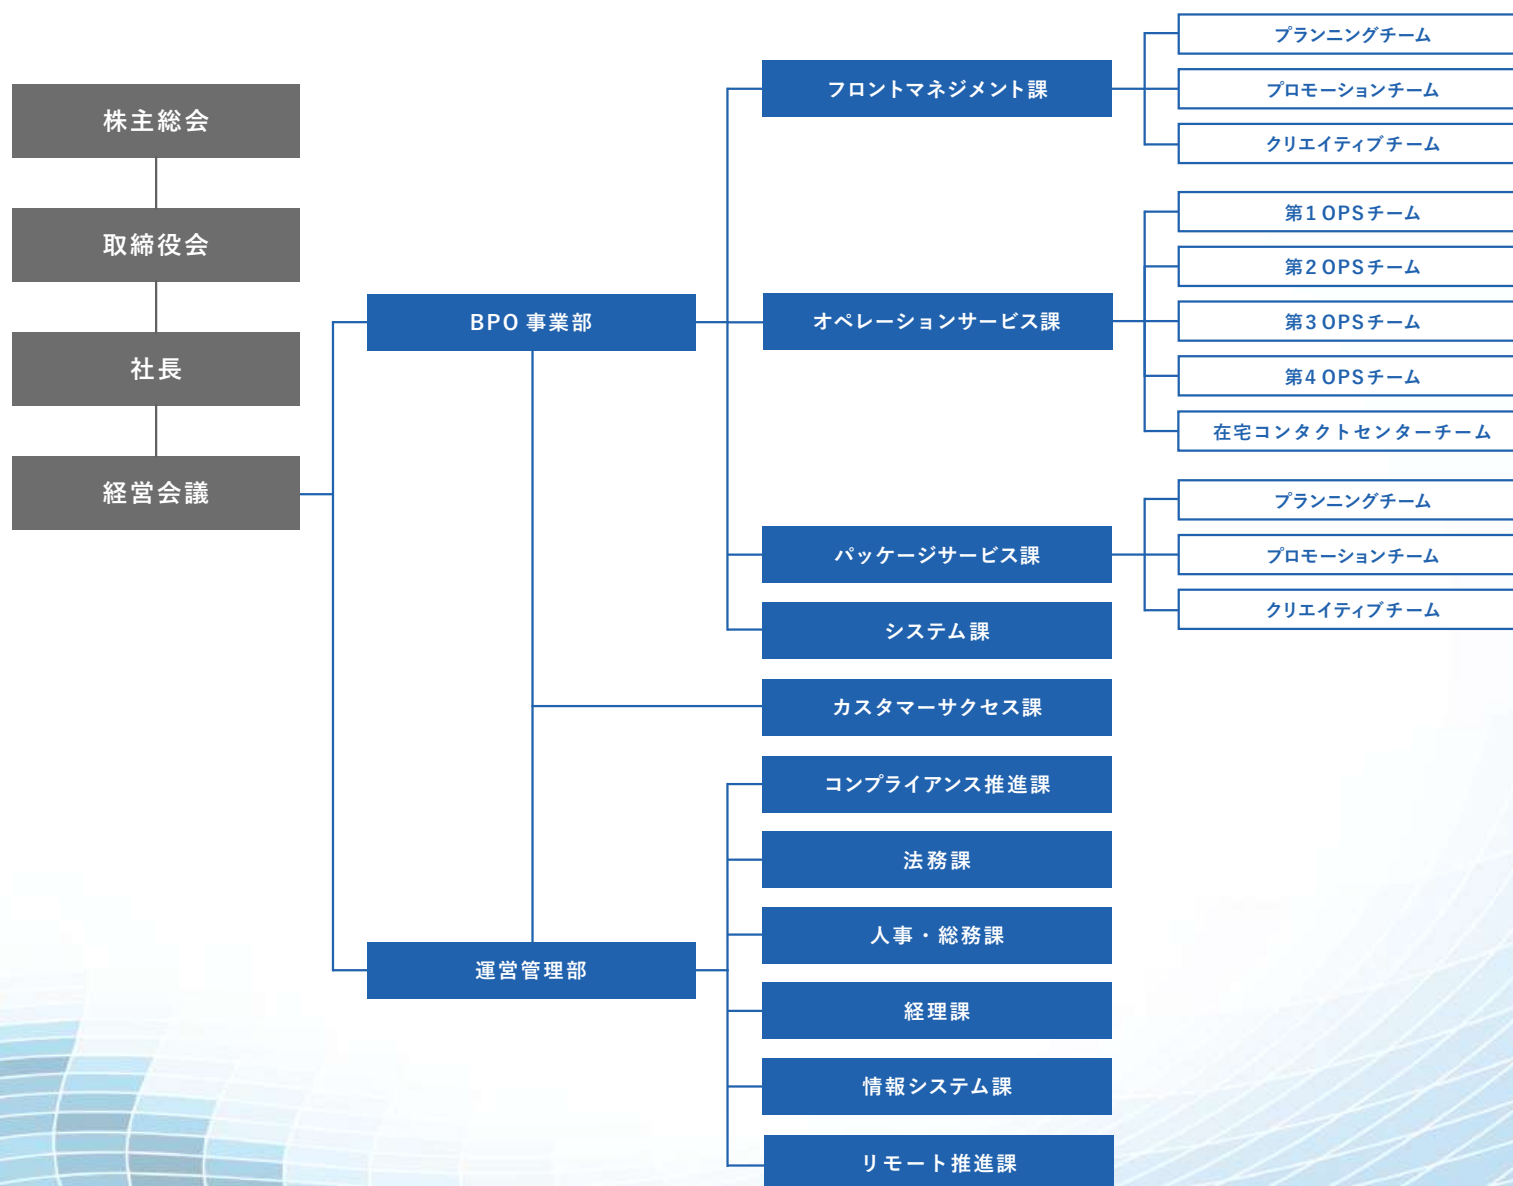 株主総会
取締役会
社長
経営会議
BPO 事業部
運営管理部
フロントマネジメント課
プランニングチーム
プロモーションチーム
クリエイティブチーム
オペレーションサービス課
第1 OPSチーム
第2 OPSチーム
第3 OPSチーム
第4 OPSチーム
在宅コンタクトセンターチーム
パッケージサービス課
プランニングチーム
プロモーションチーム
クリエイティブチーム
システム課
カスタマーサクセス課
コンプライアンス推進課
法務課
人事・総務課
経理課
情報システム課
リモート推進課